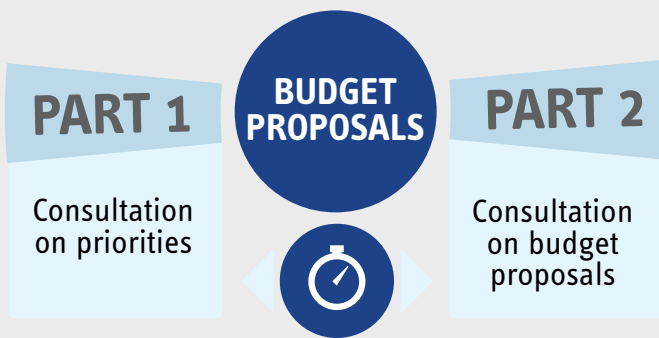 PART 1
Consultation
on priorities
BUDGET
PROPOSALS
PART 2
Consultation
on budget
proposals